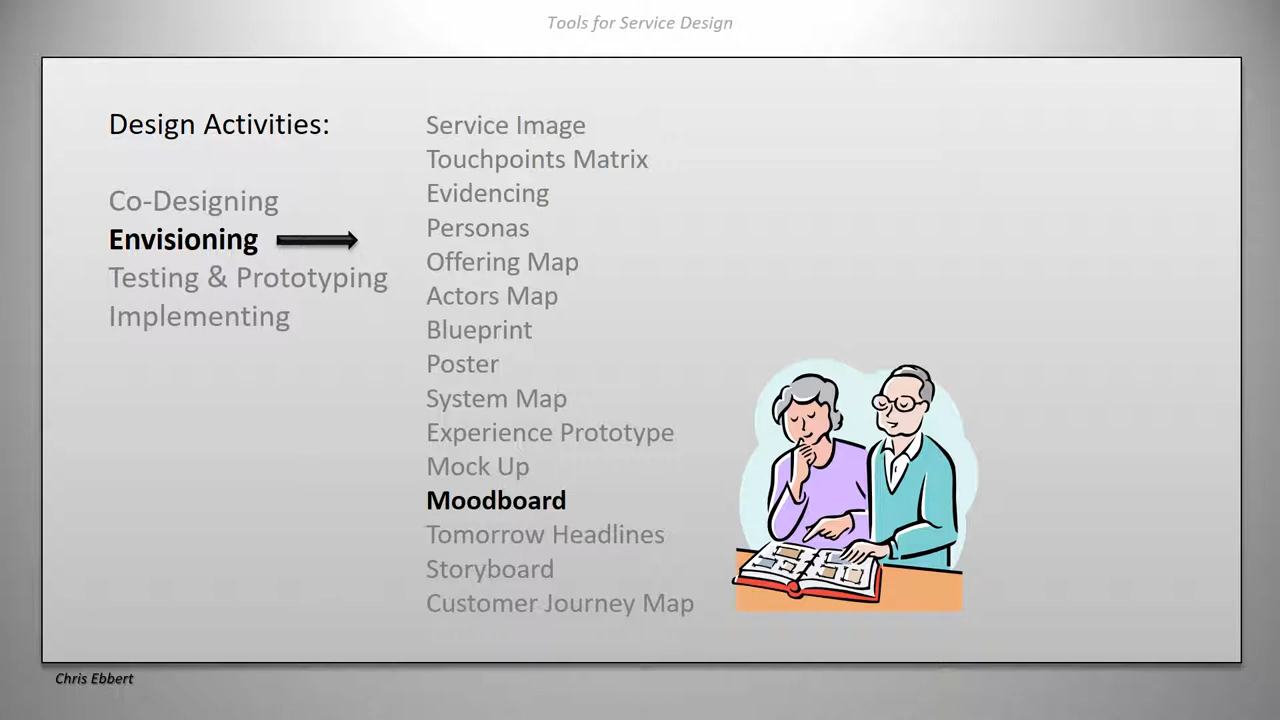 Tools for Service Design
Design Activities:
Co-Designing
Envisioning
Testing & Prototyping
Implementing
Service Image
Touchpoints Matrix
Evidencing
Personas
Offering Map
Actors Map
Blueprint
Poster
System Map
Experience Prototype
Mock Up
Moodboard
Tomorrow Headlines
Storyboard
Customer Journey Map
Chris Ebbert